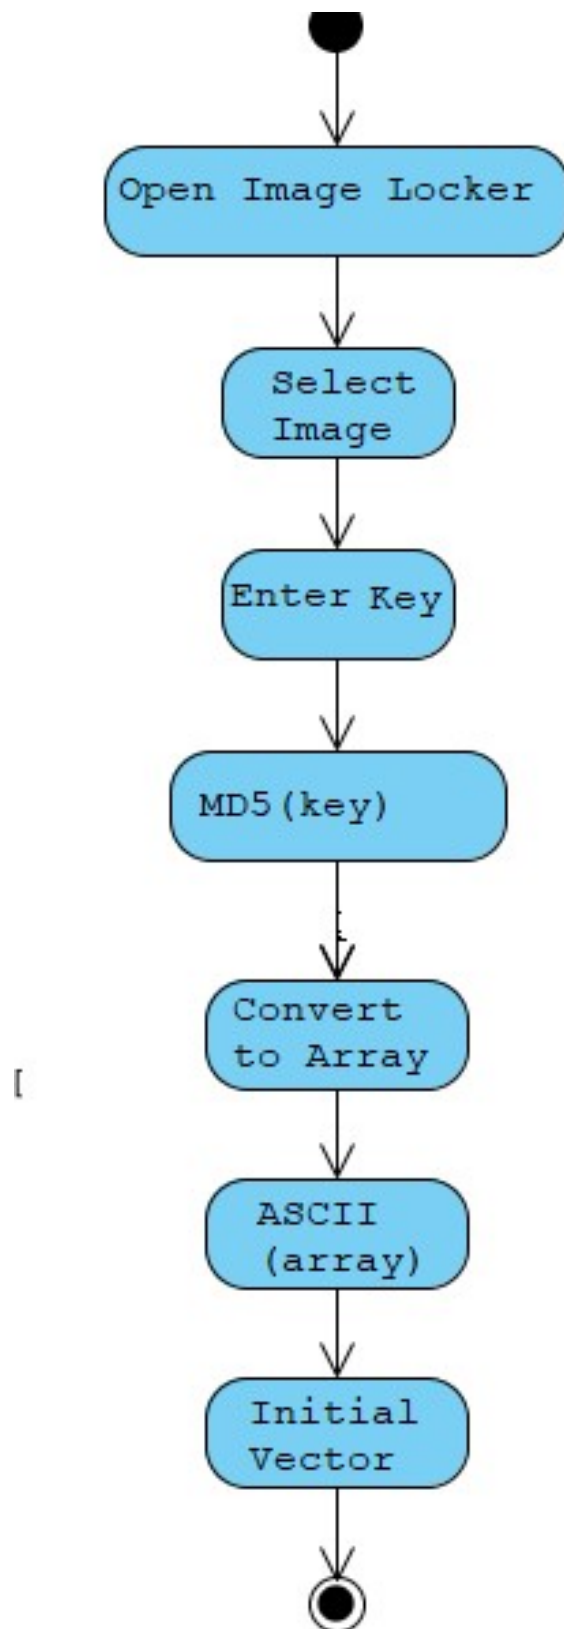 Open Image Locker
Select
Image
Enter Key
MD5(key)
Convert
to Array
[
ASCII
(array)
Initial
Vector